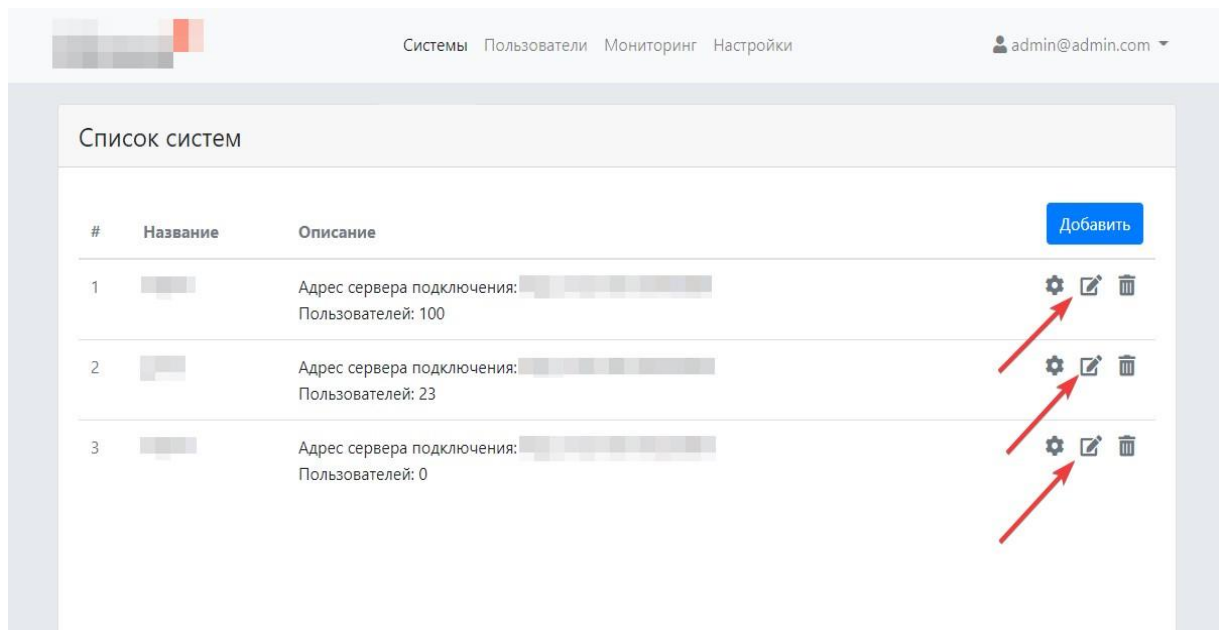 Системы Пользователи Мониторинг Настройки admin@admin.com
Список систем
# Название Описание Добавить
1 Адрес сервера подключения:
Пользователей: 100
2 Адрес сервера подключения:
Пользователей: 23
3 Адрес сервера подключения:
Пользователей: 0